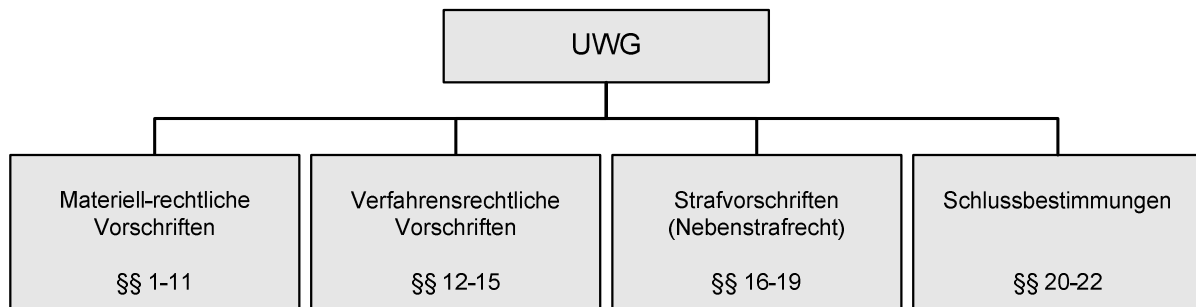 UWG
Materiell-rechtliche
Vorschriften
§§ 1-11
Verfahrensrechtliche
Vorschriften
§§ 12-15
Strafvorschriften
(Nebenstrafrecht)
§§ 16-19
Schlussbestimmungen
§§ 20-22